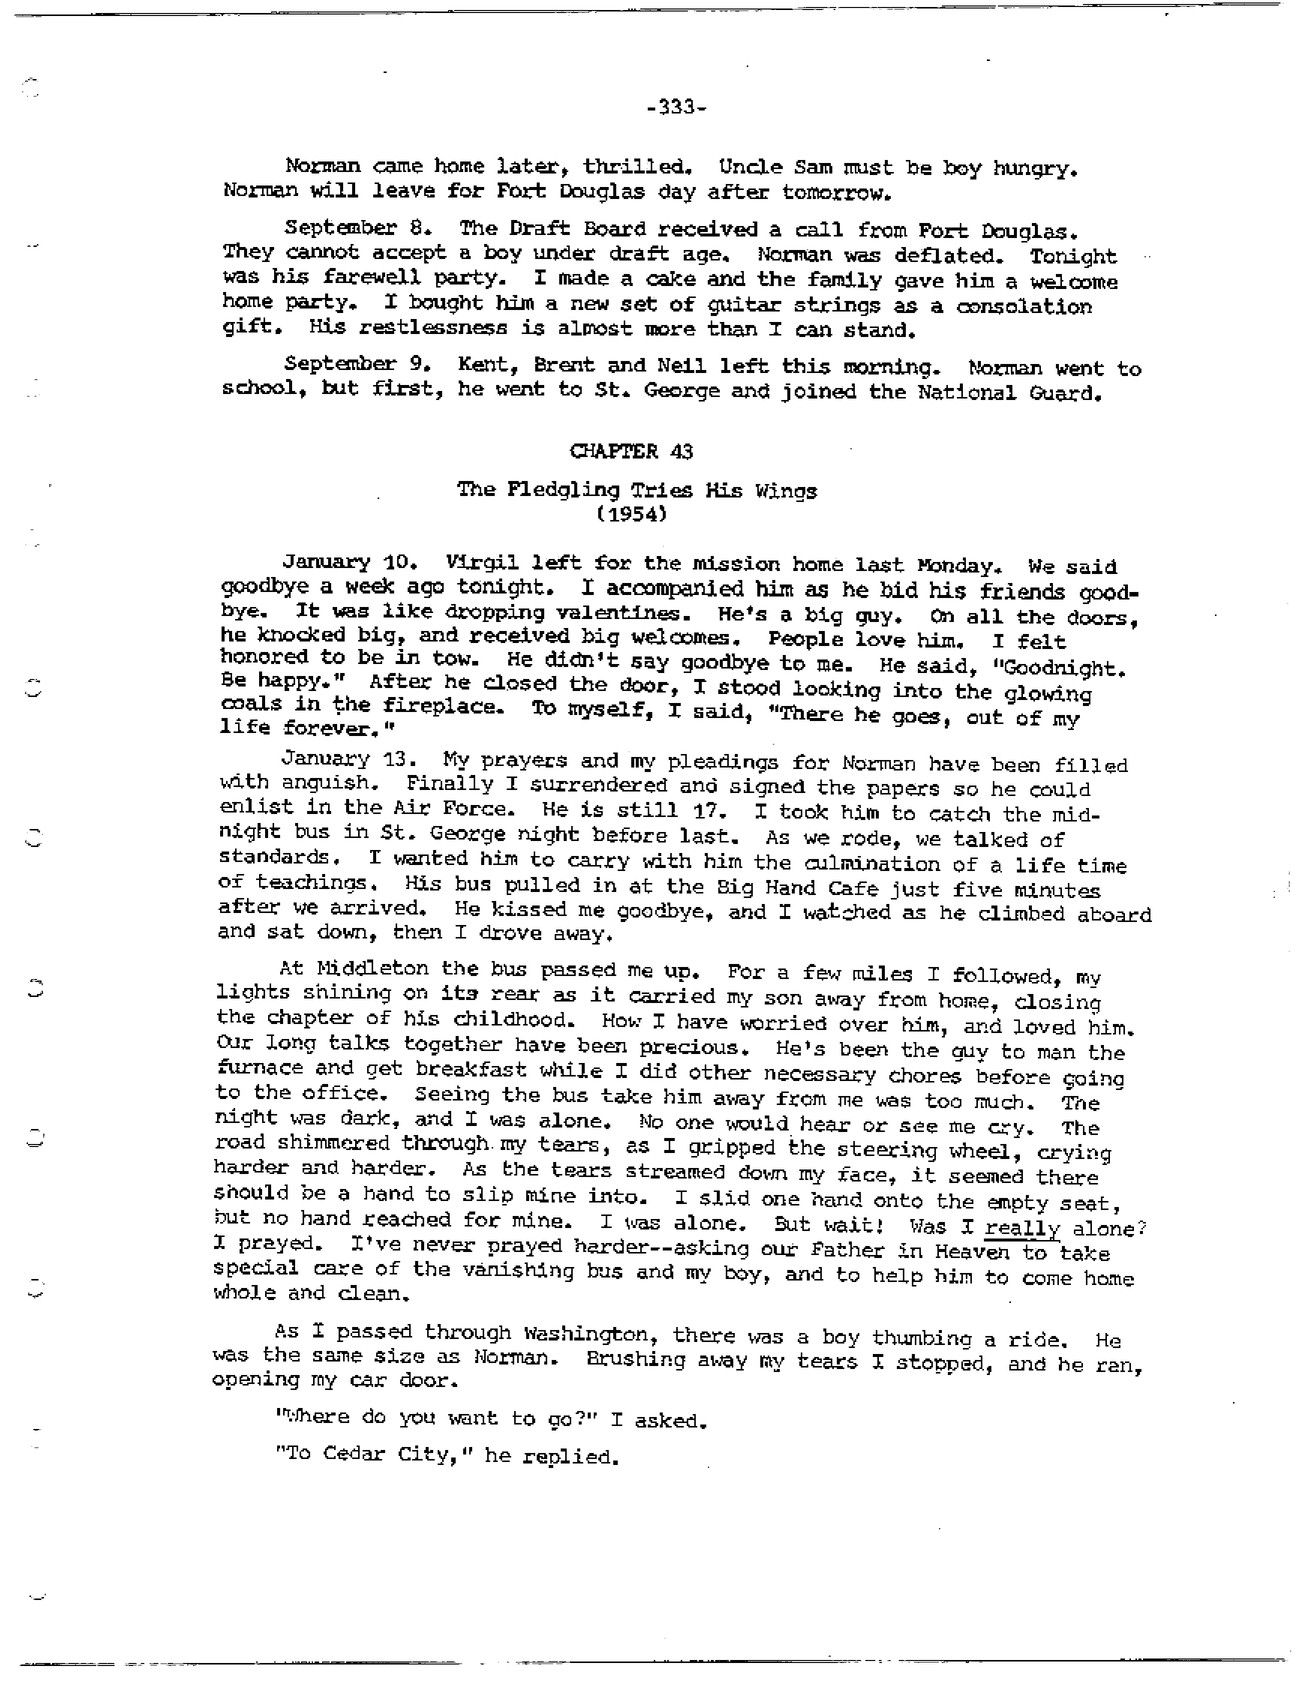 -333-
Norman came home later, thrilled. Uncle Sam must be boy hungry.
Norman will leave for Fort Douglas day after tomorrow.
September 8. The Draft Board received a call from Fort Douglas.
They cannot accept a boy under draft age. Norman was deflated. Tonight
was his farewell party. I made a cake and the family gave him a welcome
home party. I bought him a new set of guitar strings as a consolation
gift. His restlessness is almost more than I can stand.
September 9. Kent, Brent and Neil left this morning. Norman went to
school, but first, he went to St. George and joined the National Guard.
CHAPTER 43
The Fledgling Tries His Wings
(1954)
January 10. Virgil left for the mission home last Monday. We said
goodbye a week ago tonight. I accompanied him as he bid his friends good-
bye. It was like dropping valentines. He's a big guy. On all the doors,
he knocked big, and received big welcomes. People love him. I felt
honored to be in tow. He didn't say goodbye to me. He said, "Goodnight.
Be happy." After he closed the door, I stood looking into the glowing
coals in the fireplace. To myself, I said, "There he goes, out of my
life forever."
January 13. My prayers and my pleadings for Norman have been filled
with anguish. Finally I surrendered and signed the papers so he could
enlist in the Air Force. He is still 17. I took him to catch the mid-
night bus in St. George night before last. As we rode, we talked of
standards. I wanted him to carry with him the culmination of a life time
of teachings. His bus pulled in at the Big Hand Cafe just five minutes
after we arrived. He kissed me goodbye, and I watched as he climbed aboard
and sat down, then I drove away.
At Middleton the bus passed me up. For a few miles I followed, my
lights shining on its rear as it carried my son away from home, closing
the chapter of his childhood. How I have worried over him, and loved him.
Our long talks together have been precious. He's been the guy to man the
furnace and get breakfast while I did other necessary chores before going
to the office. Seeing the bus take him away from me was too much. The
night was dark, and I was alone. No one would hear or see me cry. The
road shimmered through my tears, as I gripped the steering wheel, crying
harder and harder. As the tears streamed down my face, it seemed there
should be a hand to slip mine into. I slid one hand onto the empty seat,
but no hand reached for mine. I was alone. But wait! Was I really alone?
I prayed. I've never prayed harder--asking our Father in Heaven to take
special care of the vanishing bus and my boy, and to help him to come home
whole and clean.
As I passed through Washington, there was a boy thumbing a ride. He
was the same size as Norman. Brushing away my tears I stopped, and he ran,
opening my car door.
"Where do you want to go?" I asked.
"To Cedar City," he replied.